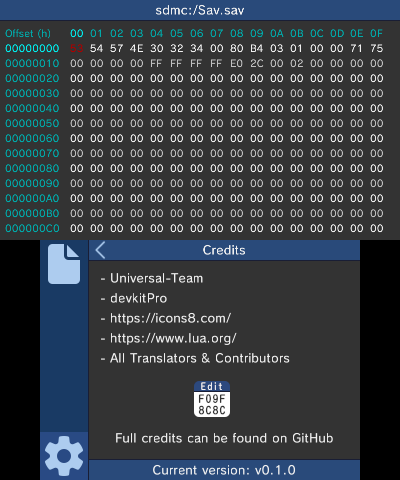 sdmc:/Sav.sav
Offset (h) 00 01 02 03 04 05 06 07 08 09 0A 0B 0C 0D 0E 0F
00000000 54 57 4E 30 32 34 00 80 B4 03 01 00 00 71 75
00000010 00 00 00 00 FF FF FF FF E0 2C 00 02 00 00 00 00
00000020 00 00 00 00 00 00 00 00 00 00 00 00 00 00 00 00
00000030 00 00 00 00 00 00 00 00 00 00 00 00 00 00 00 00
00000040 00 00 00 00 00 00 00 00 00 00 00 00 00 00 00 00
00000050 00 00 00 00 00 00 00 00 00 00 00 00 00 00 00 00
00000060 00 00 00 00 00 00 00 00 00 00 00 00 00 00 00 00
00000070 00 00 00 00 00 00 00 00 00 00 00 00 00 00 00 00
00000080 00 00 00 00 00 00 00 00 00 00 00 00 00 00 00 00
00000090 00 00 00 00 00 00 00 00 00 00 00 00 00 00 00 00
000000A0 00 00 00 00 00 00 00 00 00 00 00 00 00 00 00 00
000000B0 00 00 00 00 00 00 00 00 00 00 00 00 00 00 00 00
000000C0 00 00 00 00 00 00 00 00 00 00 00 00 00 00 00 00
Credits
- Universal-Team
- devkitPro
- https://icons8.com/
- https://www.lua.org/
- All Translators & Contributors
Edit
F09F
8C8C
Full credits can be found on GitHub
Current version: v0.1.0